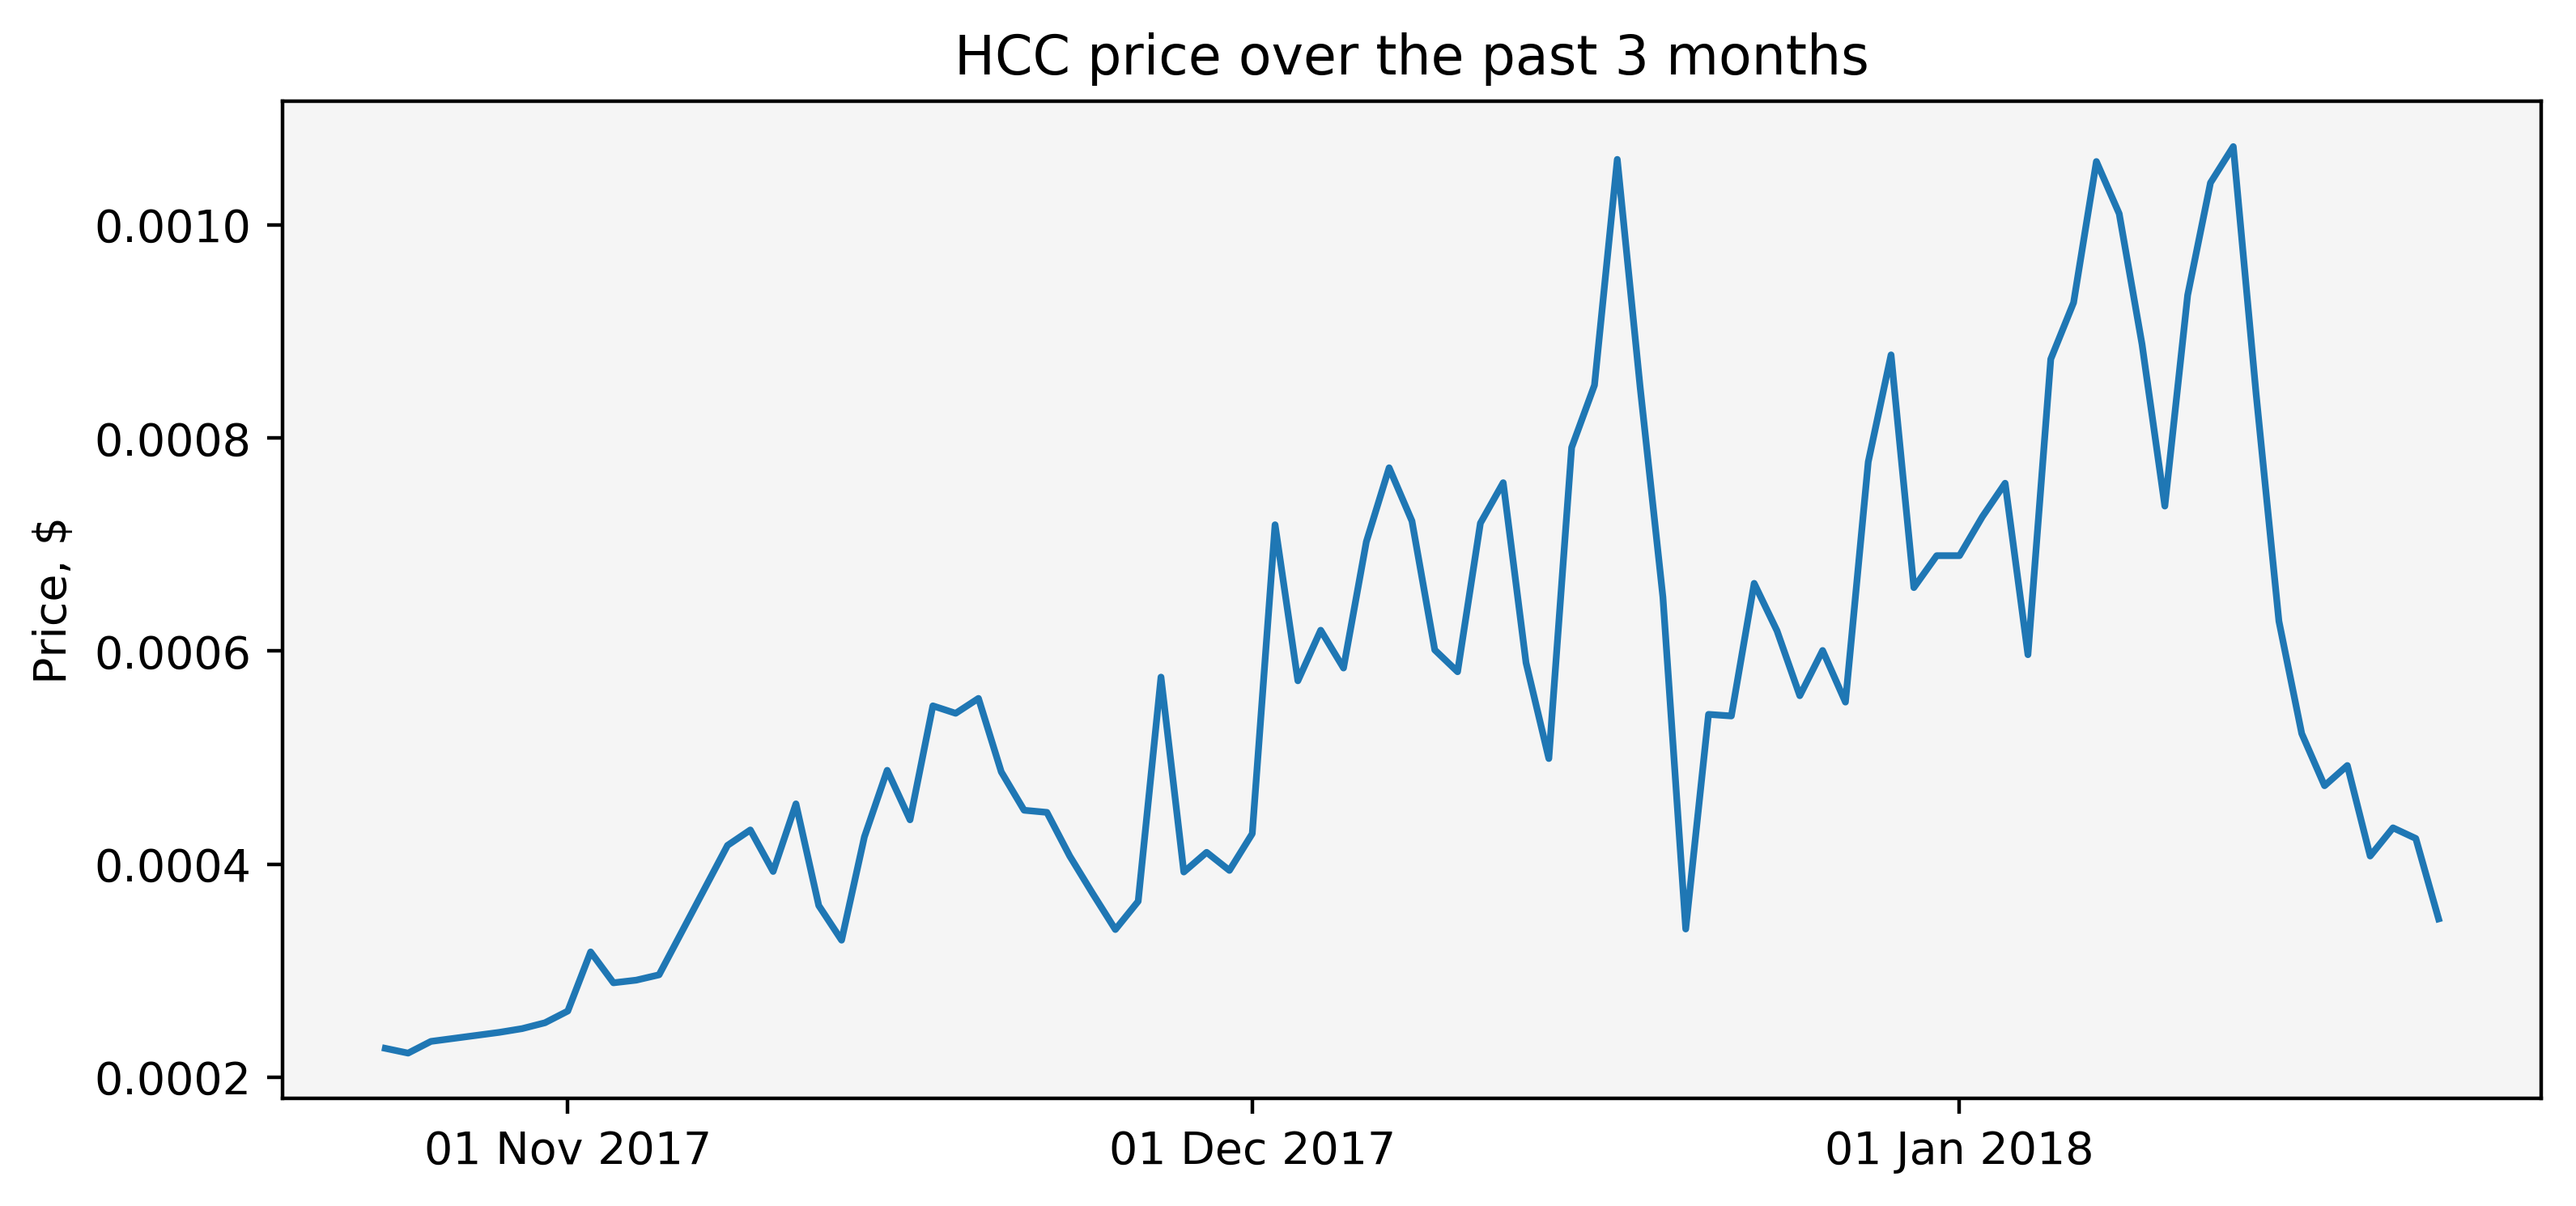 HCC price over the past 3 months
Price, $
0.0010
0.0008
0.0006
0.0004
0.0002
01 Nov 2017
01 Dec 2017
01 Jan 2018